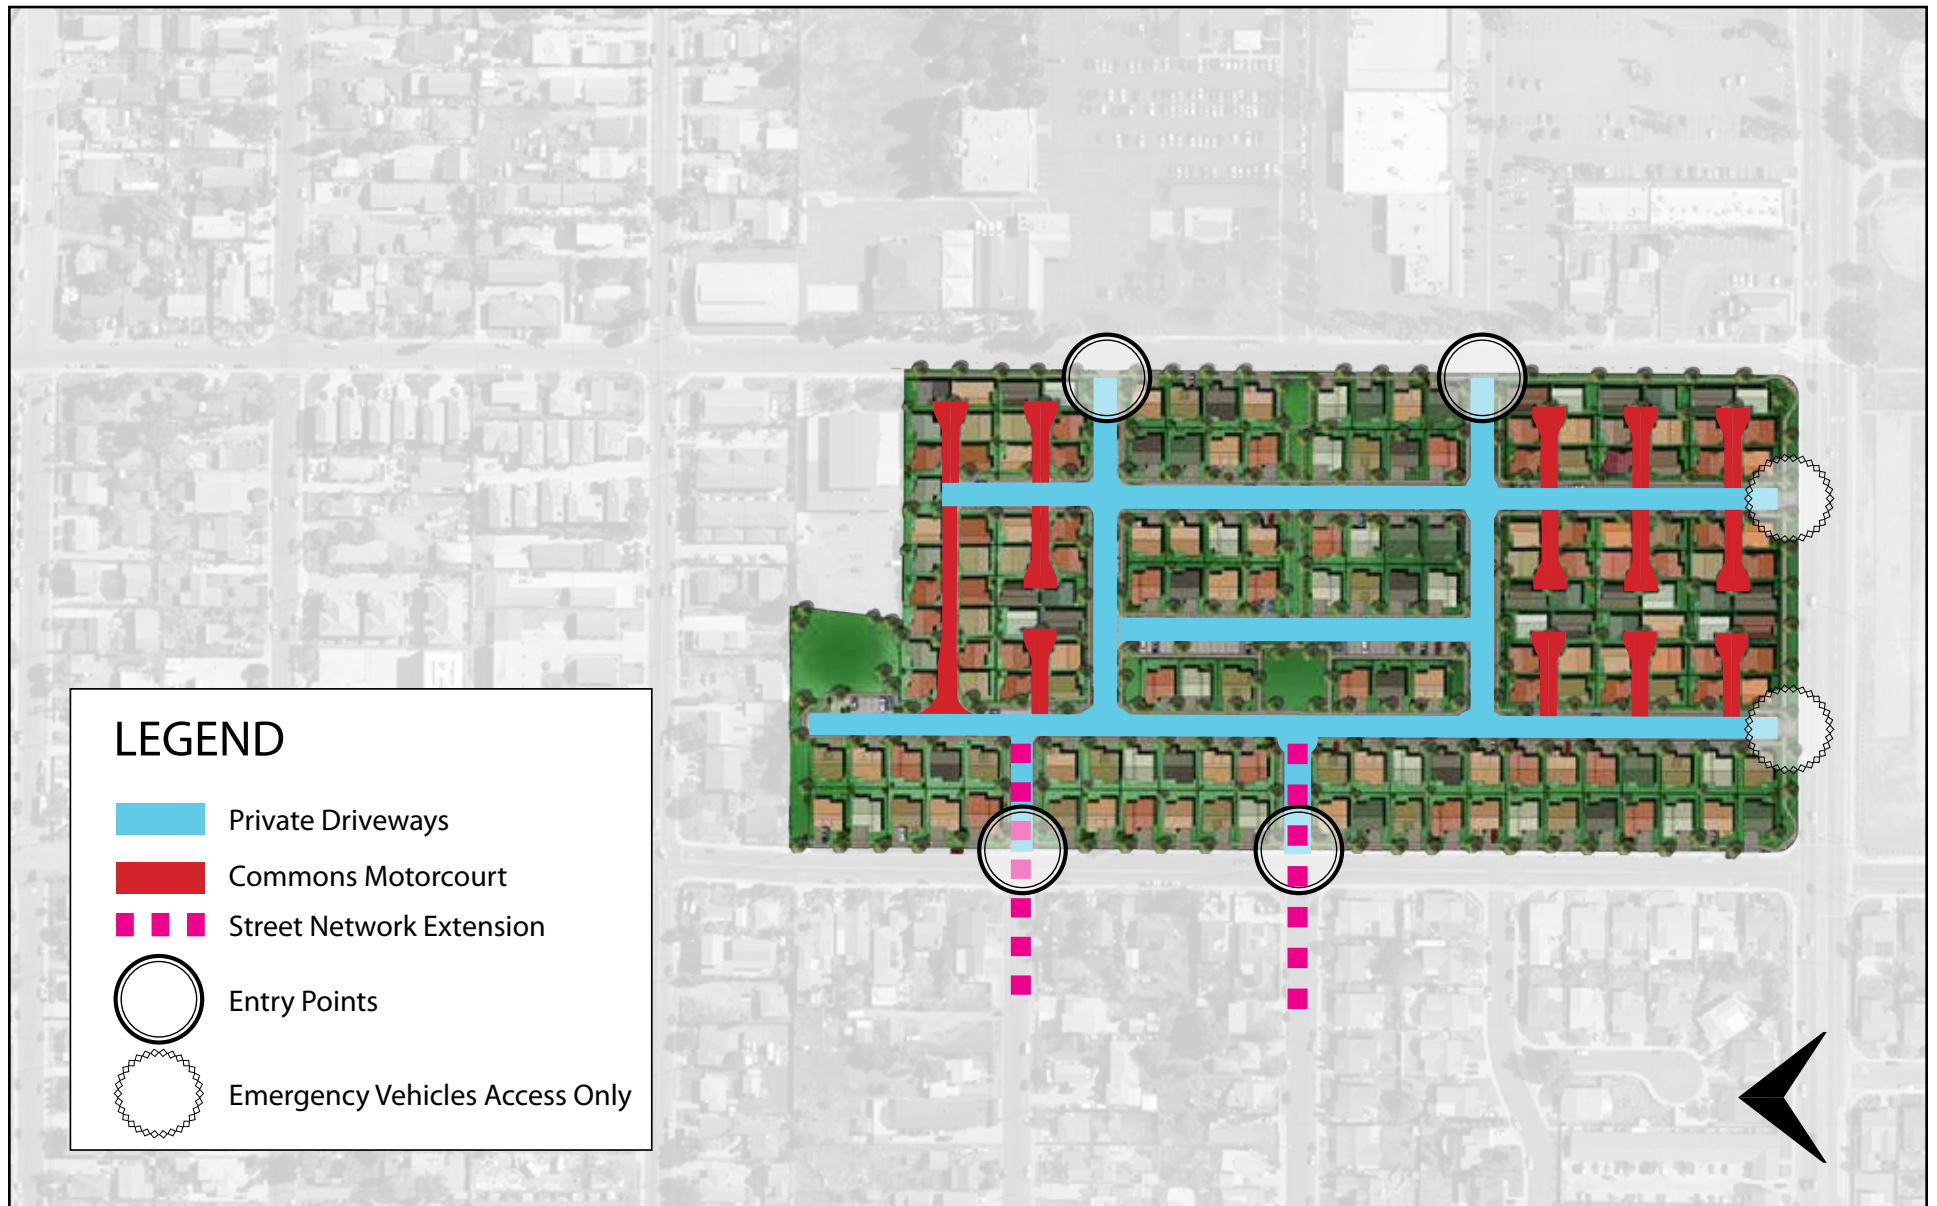 LEGEND
Private Driveways
Commons Motorcourt
Street Network Extension
Entry Points
Emergency Vehicles Access Only